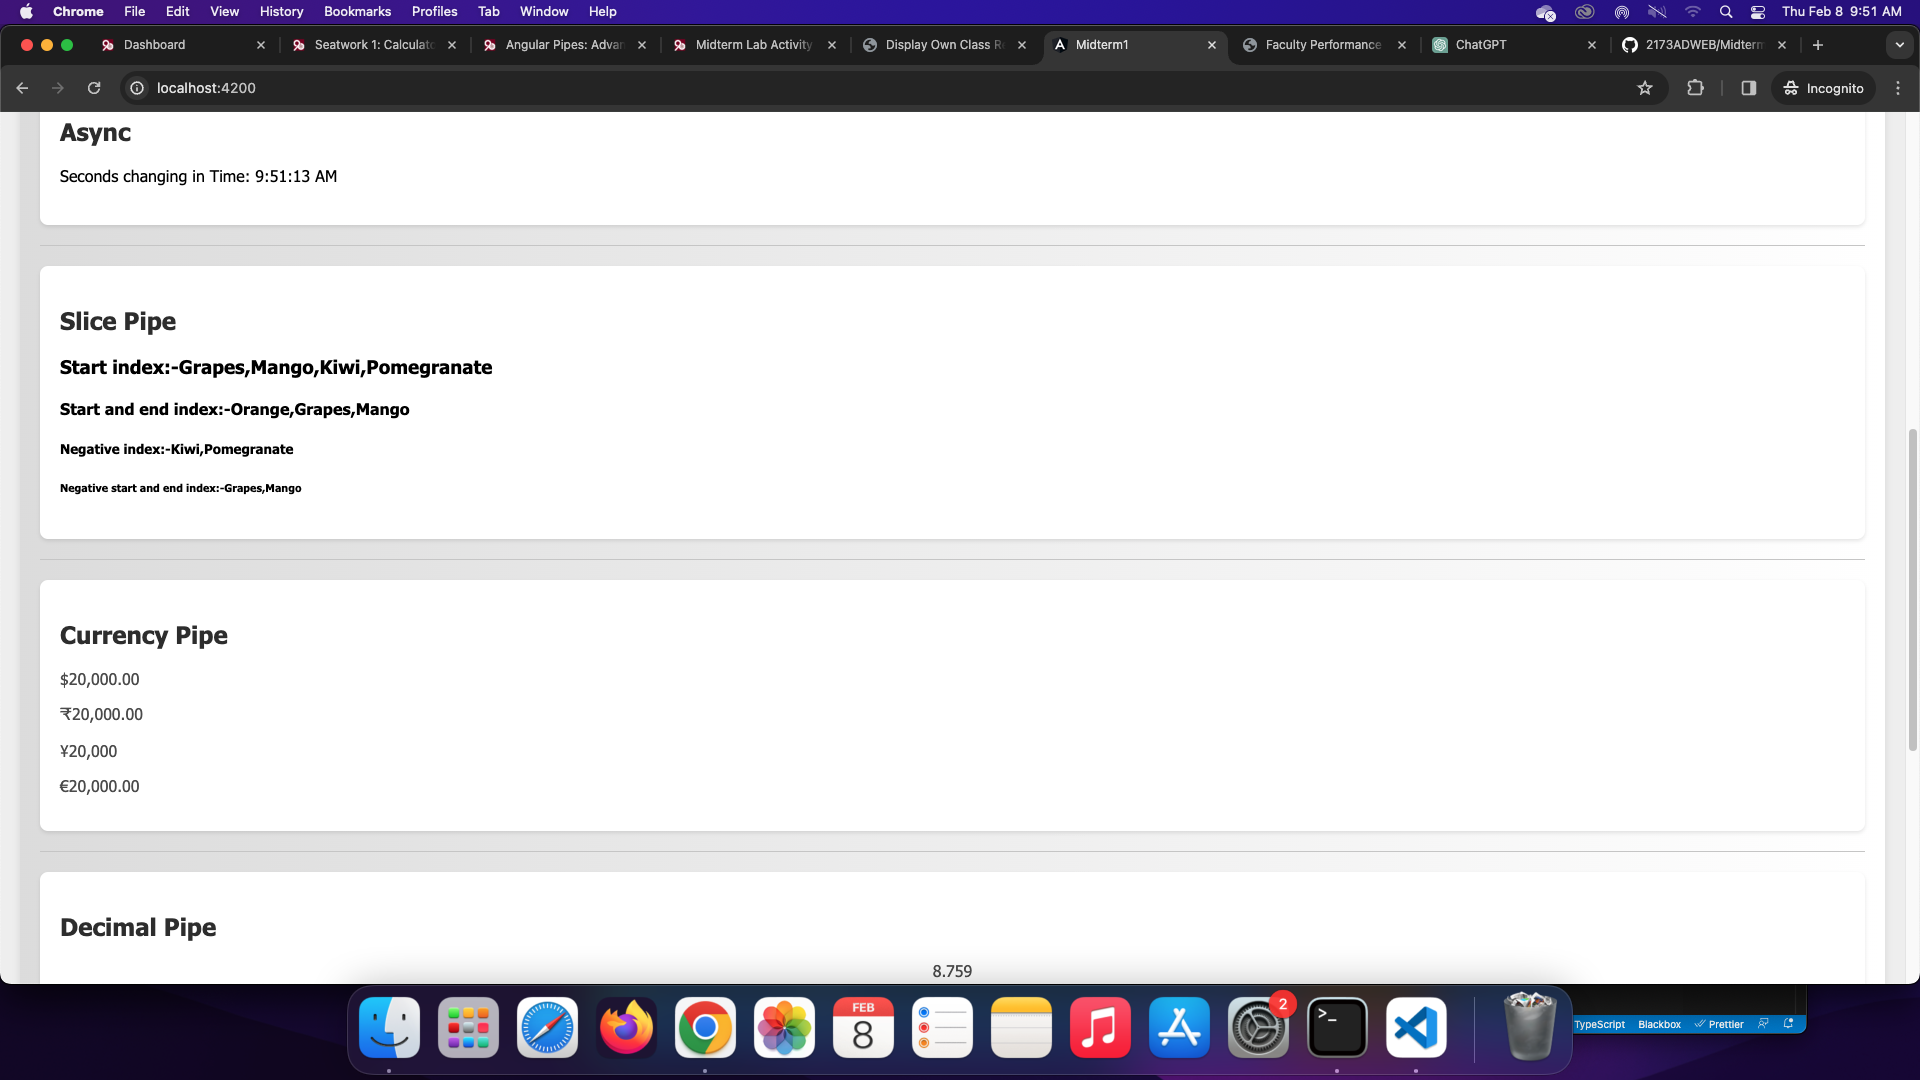 Chrome File Edit View History Bookmarks Profiles Tab Window Help Thu Feb 8 9:51 AM
Dashboard Seatwork 1: Calculato Angular Pipes: Advan Midterm Lab Activity Display Own Class Re Midterm1 Faculty Performance ChatGPT 2173ADWEB/Midterm
localhost:4200 Incognito
Async
Seconds changing in Time: 9:51:13 AM
Slice Pipe
Start index:-Grapes,Mango,Kiwi,Pomegranate
Start and end index:-Orange,Grapes,Mango
Negative index:-Kiwi,Pomegranate
Negative start and end index:-Grapes,Mango
Currency Pipe
$20,000.00
₹20,000.00
¥20,000
€20,000.00
Decimal Pipe
8.759
FEB
8
2
>_
TypeScript Blackbox Prettier